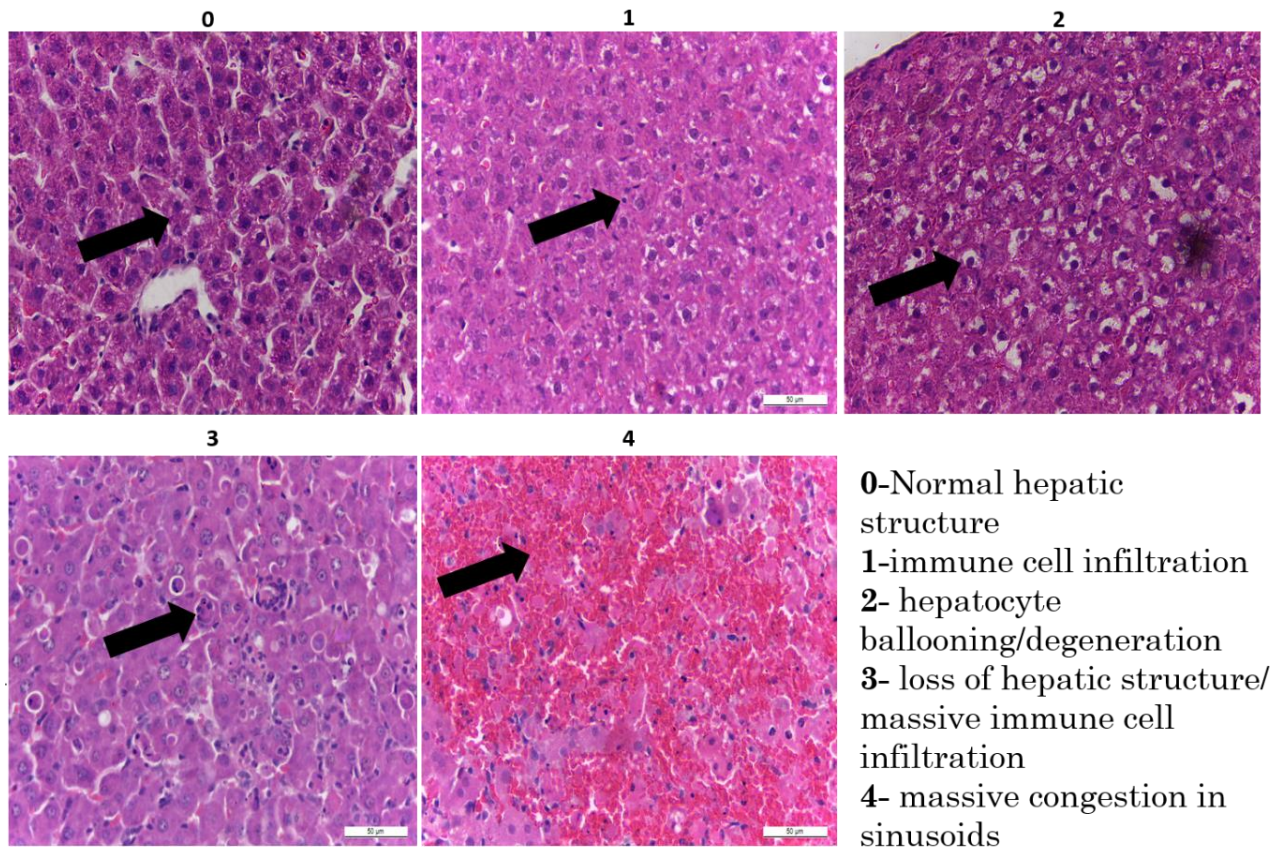 0
1
2
50 µm
3
4
50 µm
50 µm
0-Normal hepatic
structure
1-immune cell infiltration
2- hepatocyte
ballooning/degeneration
3- loss of hepatic structure/
massive immune cell
infiltration
4- massive congestion in
sinusoids